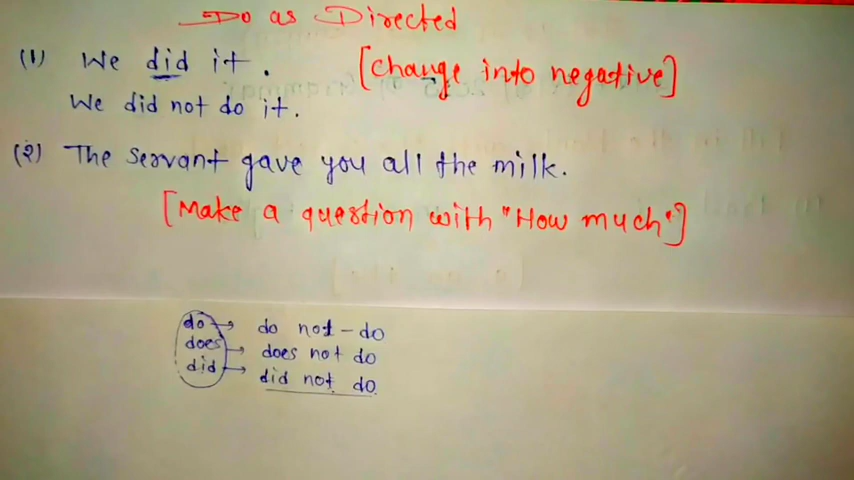 Do as Directed
(1) We did it. [Change into negative]
We did not do it.
(2) The servant gave you all the milk.
[Make a question with "How much"]
do → do not - do
does → does not do
did → did not do